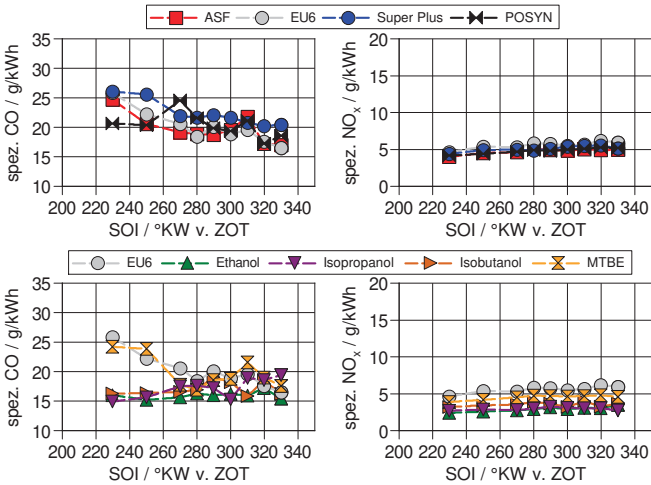 ASF EU6 Super Plus POSYN
spez. CO / g/kWh
35
30
25
20
15
10
200 220 240 260 280 300 320 340
SOI / °KW v. ZOT
spez. NOx / g/kWh
20
15
10
5
0
200 220 240 260 280 300 320 340
SOI / °KW v. ZOT
EU6 Ethanol Isopropanol Isobutanol MTBE
spez. CO / g/kWh
35
30
25
20
15
10
200 220 240 260 280 300 320 340
SOI / °KW v. ZOT
spez. NOx / g/kWh
20
15
10
5
0
200 220 240 260 280 300 320 340
SOI / °KW v. ZOT